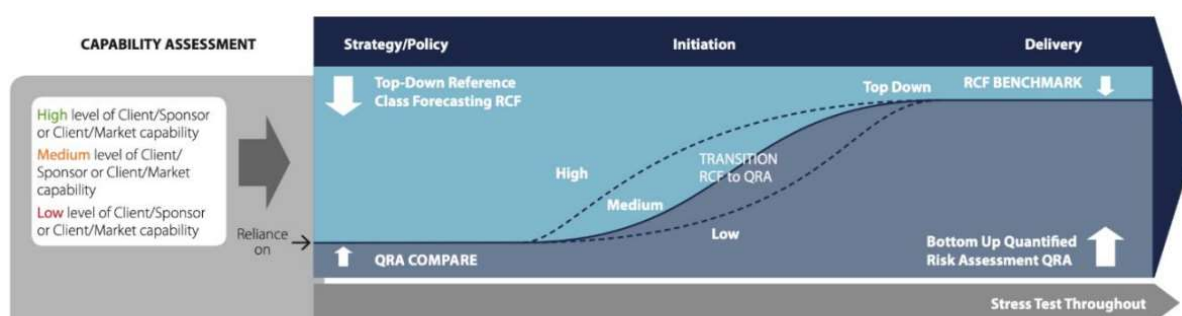 CAPABILITY ASSESSMENT
Strategy/Policy
Initiation
Delivery
High level of Client/Sponsor
or Client/Market capability
Medium level of Client/
Sponsor or Client/Market
capability
Low level of Client/Sponsor
or Client/Market capability
Reliance
on
Top-Down Reference
Class Forecasting RCF
Top Down
RCF BENCHMARK
High
TRANSITION
RCF to QRA
Medium
Low
QRA COMPARE
Bottom Up Quantified
Risk Assessment QRA
Stress Test Throughout